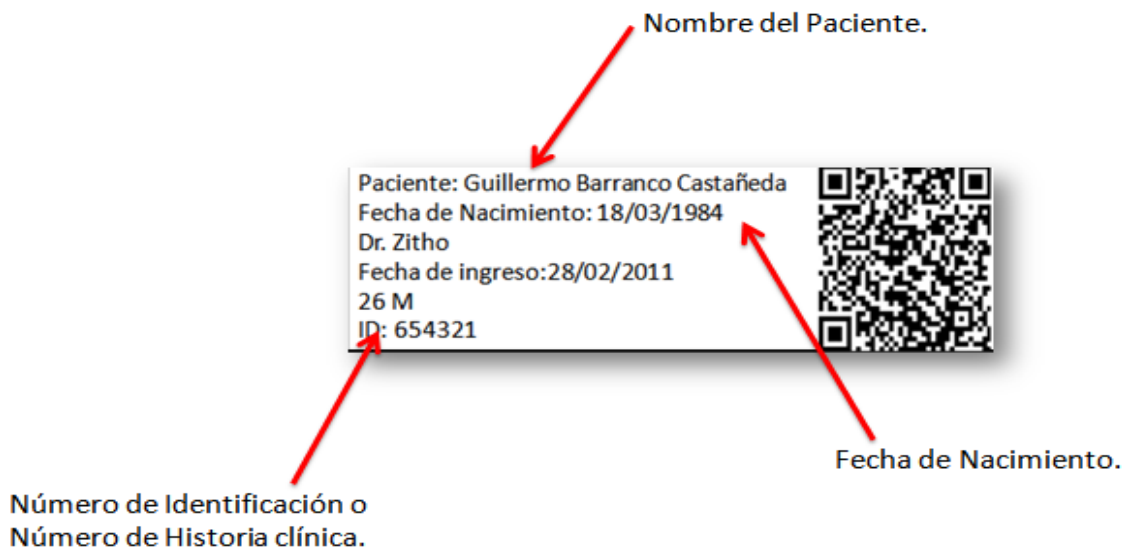 Nombre del Paciente.
Paciente: Guillermo Barranco Castañeda
Fecha de Nacimiento: 18/03/1984
Dr. Zitho
Fecha de ingreso:28/02/2011
26 M
ID: 654321
Fecha de Nacimiento.
Número de Identificación o
Número de Historia clínica.